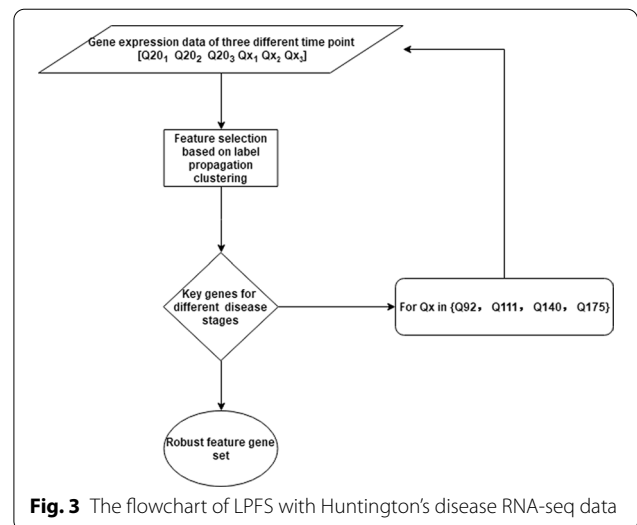 Gene expression data of three different time point
[Q20₁ Q20₂ Q20₃ Qx₁ Qx₂ Qx₃]
Feature selection
based on label
propagation
clustering
Key genes for
different disease
stages
For Qx in {Q92， Q111， Q140， Q175}
Robust feature gene
set
Fig. 3 The flowchart of LPFS with Huntington's disease RNA-seq data